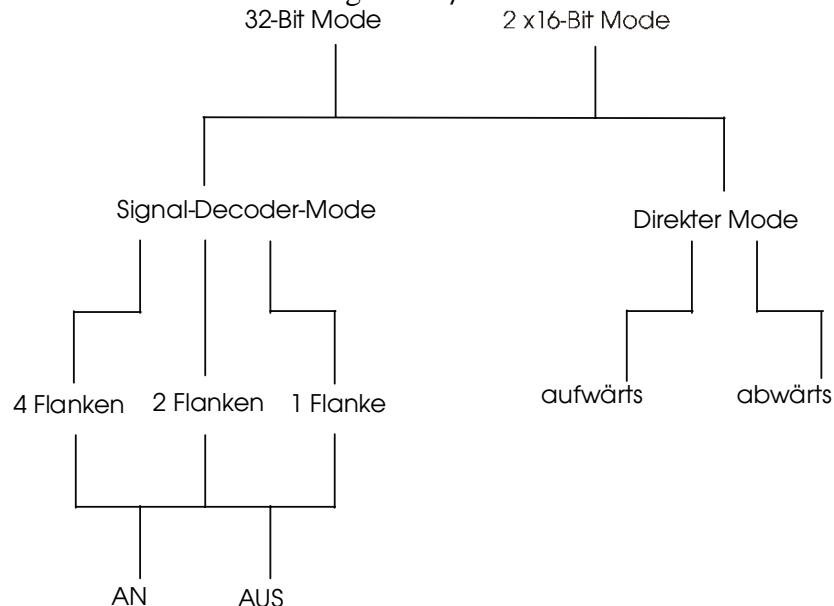 32-Bit Mode 2 x16-Bit Mode
Signal-Decoder-Mode
Direkter Mode
4 Flanken 2 Flanken 1 Flanke
aufwärts abwärts
AN AUS